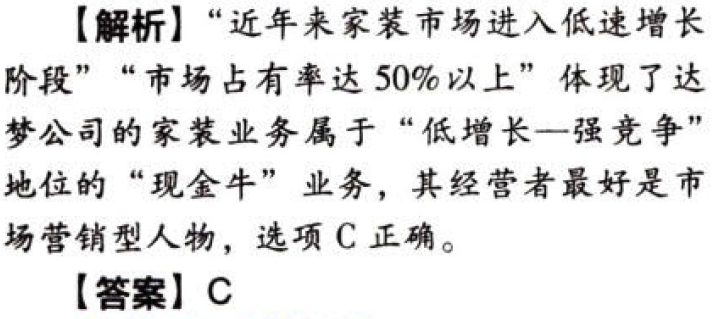 【解析】“近年来家装市场进入低速增长
阶段”“市场占有率达 50%以上”体现了达
梦公司的家装业务属于“低增长—强竞争”
地位的“现金牛”业务，其经营者最好是市
场营销型人物，选项 C 正确。
【答案】C